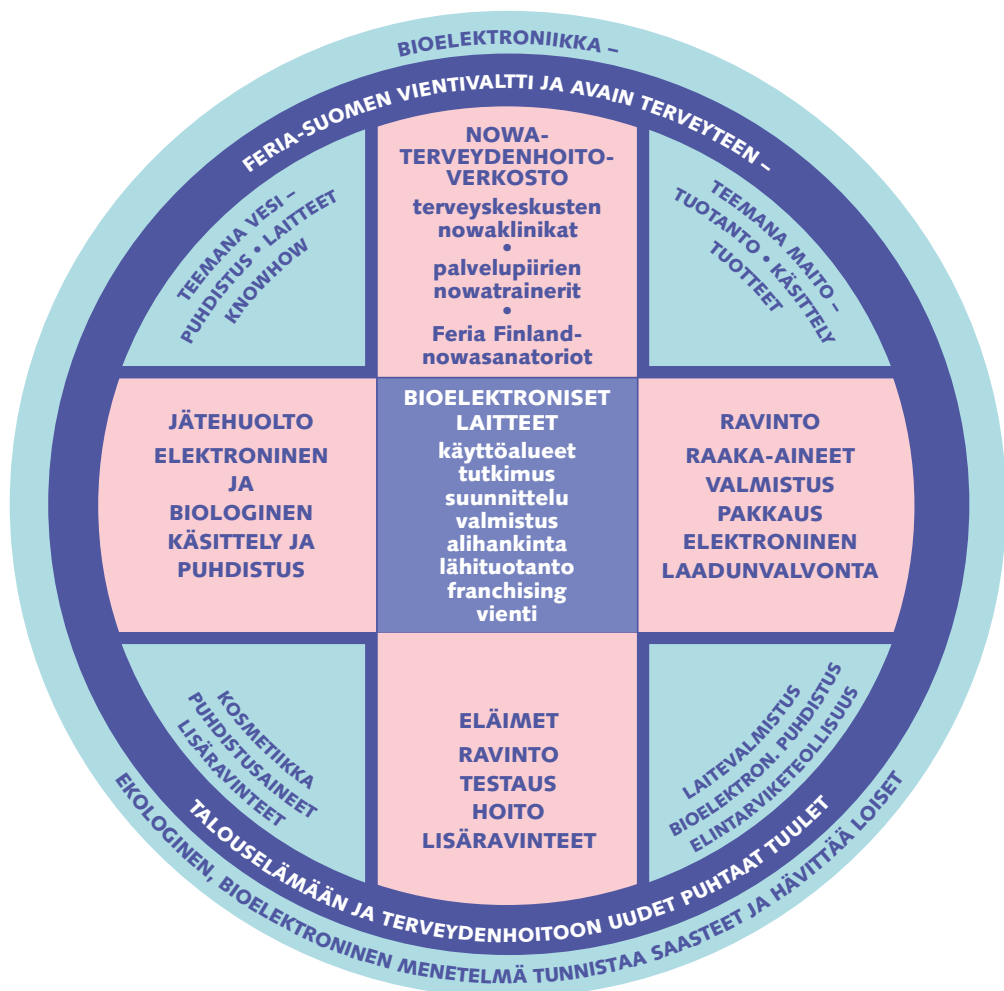 BIOELEKTRONIIKKA –
FERIA-SUOMEN VIENTIVALTTI JA AVAIN TERVEYTEEN –
TEEMANA VESI –
PUHDISTUS • LAITTEET
KNOWHOW
NOWA-
TERVEYDENHOITO-
VERKOSTO
terveyskeskusten
nowaklinikat
•
palvelupiirien
nowatrainerit
•
Feria Finland-
nowasanatoriot
TEEMANA MAITO –
TUOTANTO • KÄSITTELY
TUOTTEET
JÄTEHUOLTO
ELEKTRONINEN
JA
BIOLOGINEN
KÄSITTELY JA
PUHDISTUS
BIOELEKTRONISET
LAITTEET
käyttöalueet
tutkimus
suunnittelu
valmistus
alihankinta
lähituotanto
franchising
vienti
RAVINTO
RAAKA-AINEET
VALMISTUS
PAKKAUS
ELEKTRONINEN
LAADUNVALVONTA
KOSMETIIKKA
PUHDISTUSAINEET
LISÄRAVINTEET
ELÄIMET
RAVINTO
TESTAUS
HOITO
LISÄRAVINTEET
LAITEVALMISTUS
BIOELEKTRON. PUHDISTUS
ELINTARVIKETEOLLISUUS
TALOUSELÄMÄÄN JA TERVEYDENHOITOON UUDET PUHTAAT TUULET
EKOLOGINEN, BIOELEKTRONINEN MENETELMÄ TUNNISTAA SAASTEET JA HÄVITTÄÄ LOISET